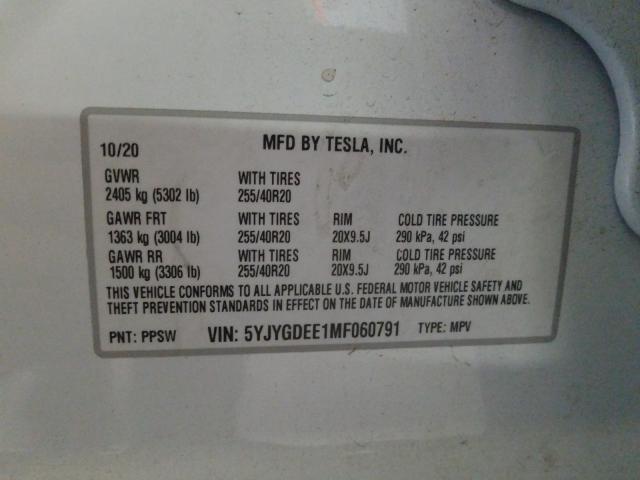 10/20 MFD BY TESLA, INC.
GVWR WITH TIRES
2405 kg (5302 lb) 255/40R20
GAWR FRT WITH TIRES RIM COLD TIRE PRESSURE
1363 kg (3004 lb) 255/40R20 20X9.5J 290 kPa, 42 psi
GAWR RR WITH TIRES RIM COLD TIRE PRESSURE
1500 kg (3306 lb) 255/40R20 20X9.5J 290 kPa, 42 psi
THIS VEHICLE CONFORMS TO ALL APPLICABLE U.S. FEDERAL MOTOR VEHICLE SAFETY AND
THEFT PREVENTION STANDARDS IN EFFECT ON THE DATE OF MANUFACTURE SHOWN ABOVE.
PNT: PPSW VIN: 5YJYGDEE1MF060791 TYPE: MPV